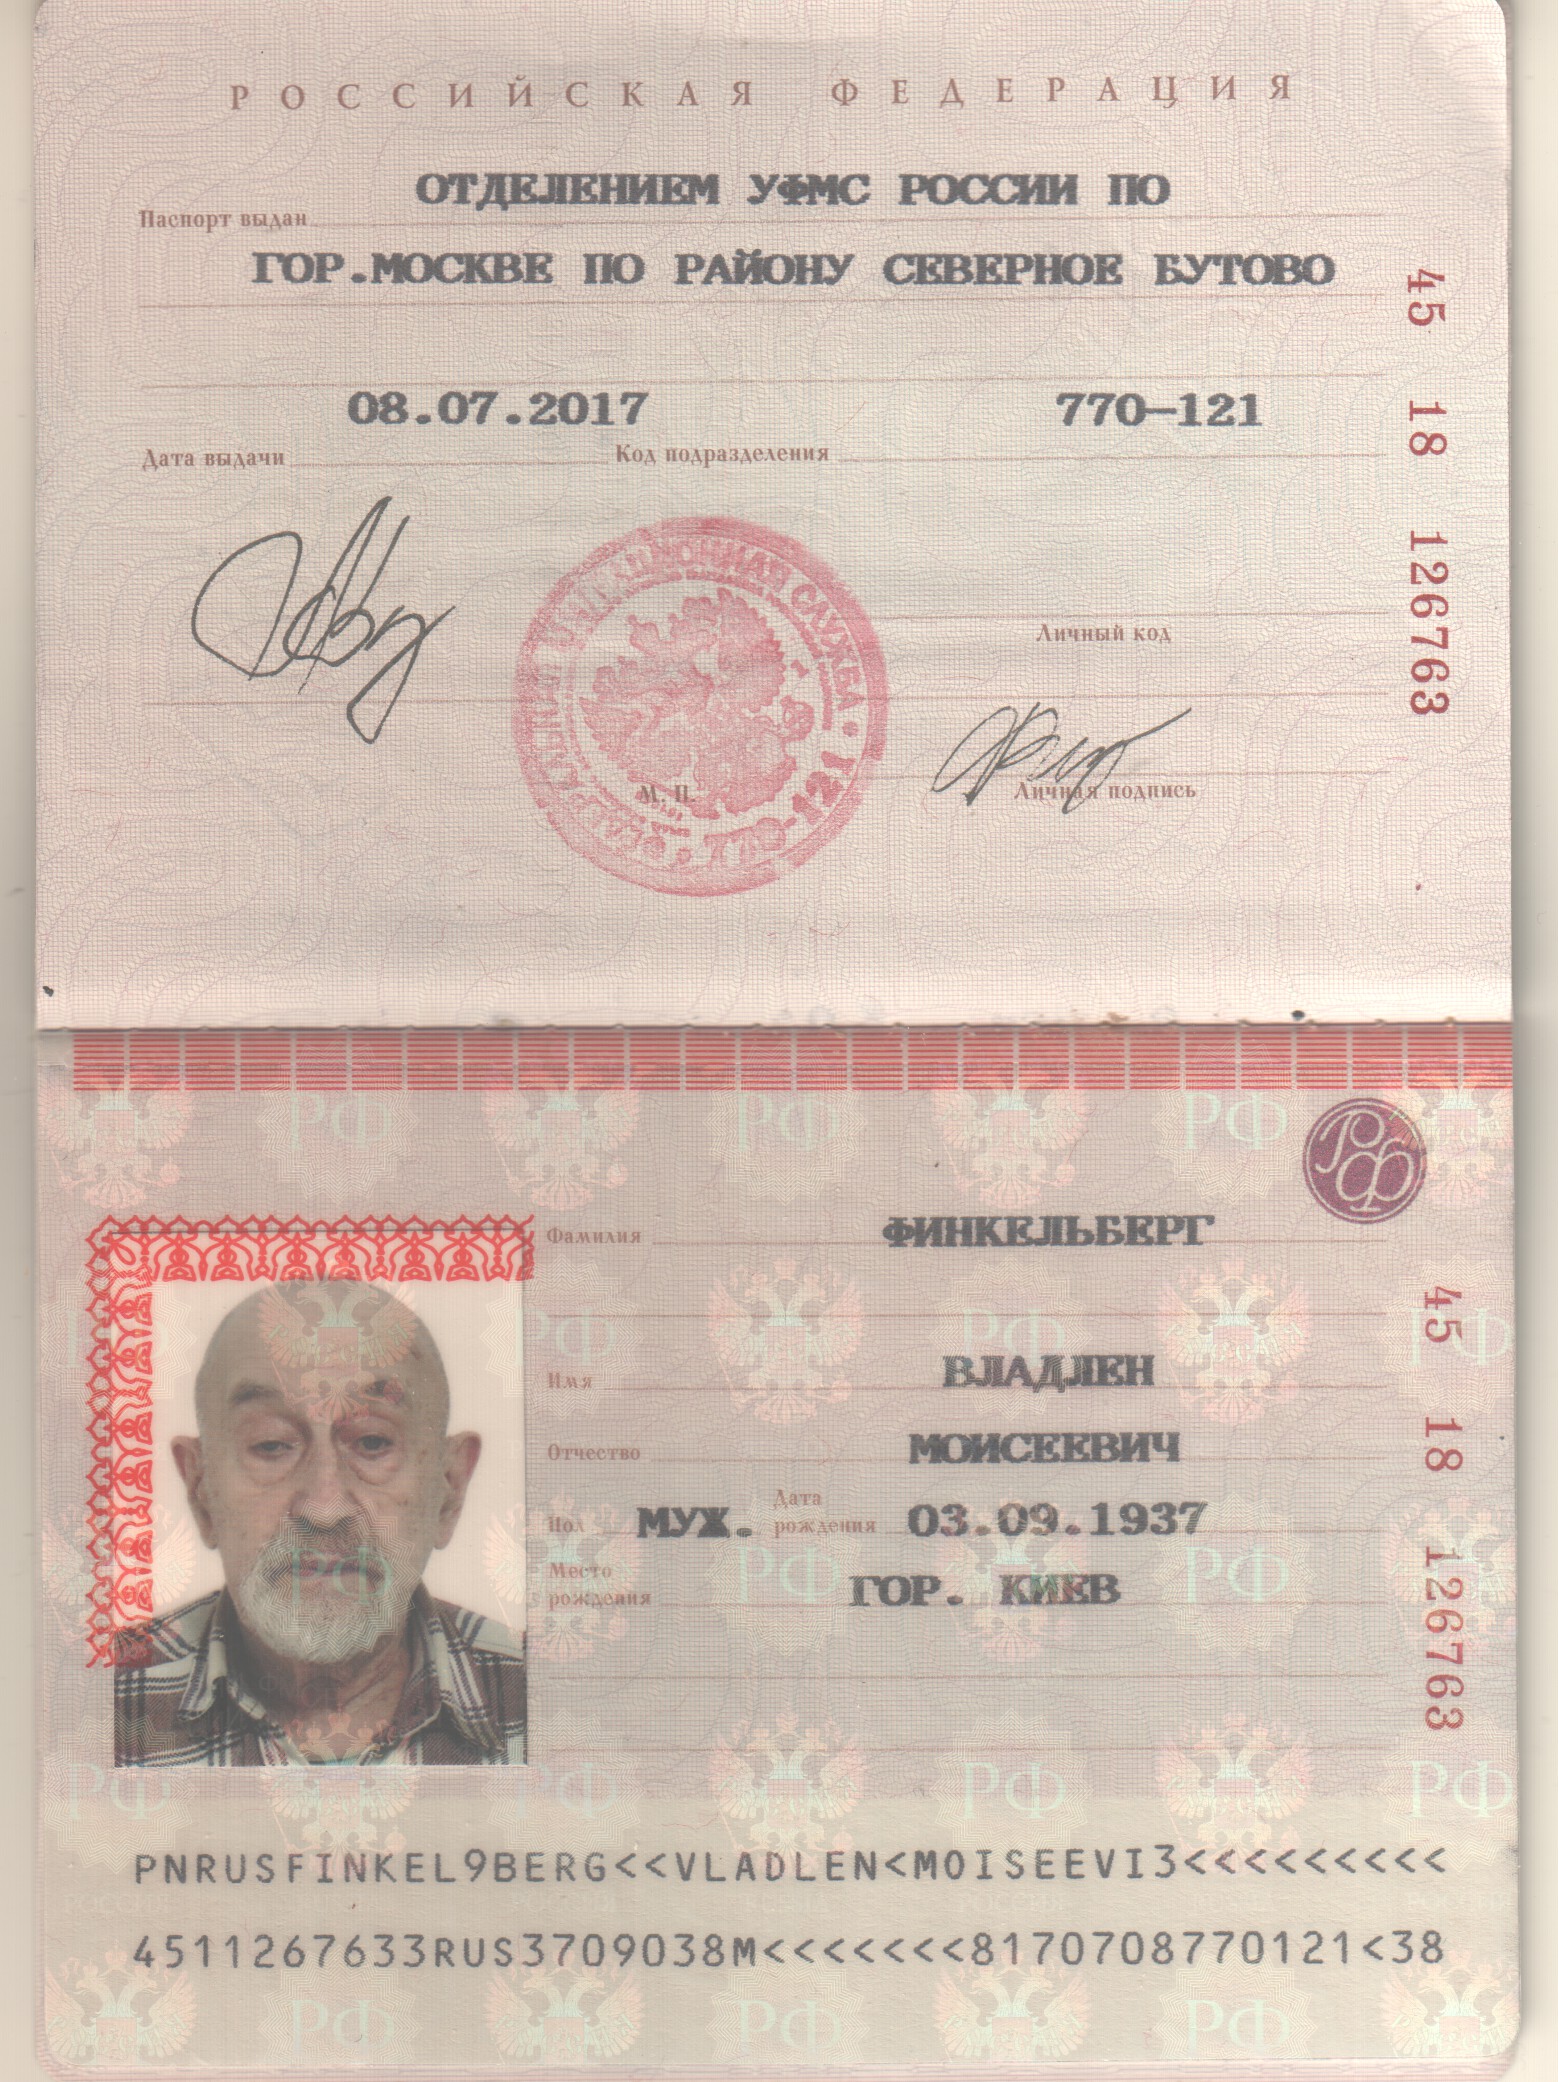 РОССИЙСКАЯ ФЕДЕРАЦИЯ
Паспорт выдан ОТДЕЛЕНИЕМ УФМС РОССИИ ПО
ГОР.МОСКВЕ ПО РАЙОНУ СЕВЕРНОЕ БУТОВО
Дата выдачи 08.07.2017 Код подразделения 770-121
45 18 126763
ФЕДЕРАЛЬНАЯ МИГРАЦИОННАЯ СЛУЖБА
770-121
М. П.
Личный код
Личная подпись
РФ
Фамилия ФИНКЕЛЬБЕРГ
Имя ВЛАДЛЕН
Отчество МОИСЕЕВИЧ
Пол МУЖ. Дата рождения 03.09.1937
Место рождения ГОР. КИЕВ
45 18 126763
PNRUSFINKEL9BERG<<VLADLEN<MOISEEVI3<<<<<<<<<
4511267633RUS3709038M<<<<<<<8170708770121<38